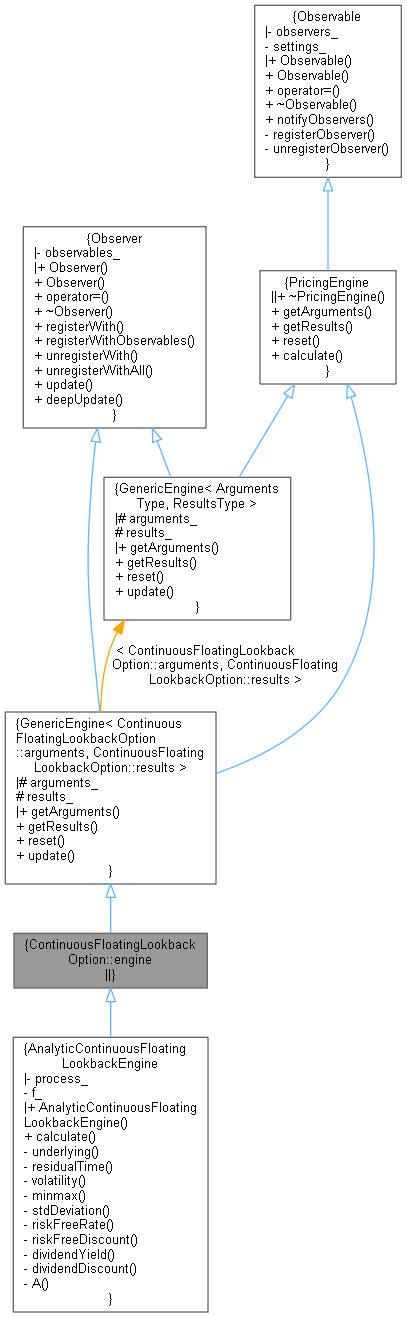 {Observable
|- observers_
- settings_
|+ Observable()
+ Observable()
+ operator=()
+ ~Observable()
+ notifyObservers()
- registerObserver()
- unregisterObserver()
}
{Observer
|- observables_
|+ Observer()
+ Observer()
+ operator=()
+ ~Observer()
+ registerWith()
+ registerWithObservables()
+ unregisterWith()
+ unregisterWithAll()
+ update()
+ deepUpdate()
}
{PricingEngine
||+ ~PricingEngine()
+ getArguments()
+ getResults()
+ reset()
+ calculate()
}
{GenericEngine< Arguments
Type, ResultsType >
|# arguments_
# results_
|+ getArguments()
+ getResults()
+ reset()
+ update()
}
< ContinuousFloatingLookback
Option::arguments, ContinuousFloating
LookbackOption::results >
{GenericEngine< Continuous
FloatingLookbackOption
::arguments, ContinuousFloating
LookbackOption::results >
|# arguments_
# results_
|+ getArguments()
+ getResults()
+ reset()
+ update()
}
{ContinuousFloatingLookback
Option::engine
||}
{AnalyticContinuousFloating
LookbackEngine
|- process_
- f_
|+ AnalyticContinuousFloating
LookbackEngine()
+ calculate()
- underlying()
- residualTime()
- volatility()
- minmax()
- stdDeviation()
- riskFreeRate()
- riskFreeDiscount()
- dividendYield()
- dividendDiscount()
- A()
}